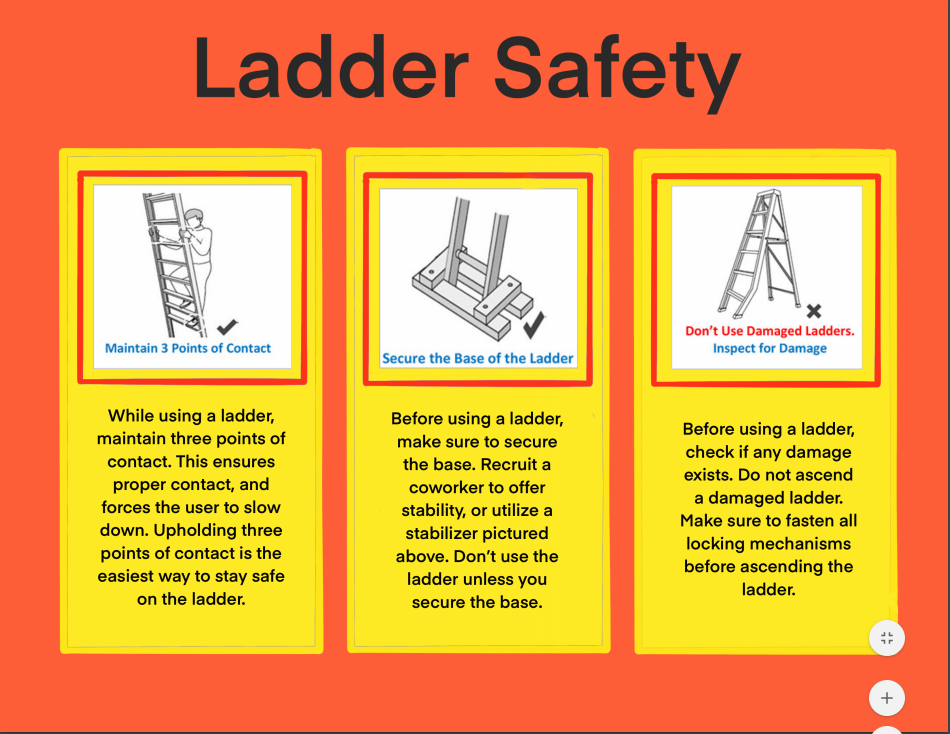 Ladder Safety
Maintain 3 Points of Contact
While using a ladder,
maintain three points of
contact. This ensures
proper contact, and
forces the user to slow
down. Upholding three
points of contact is the
easiest way to stay safe
on the ladder.
Secure the Base of the Ladder
Before using a ladder,
make sure to secure
the base. Recruit a
coworker to offer
stability, or utilize a
stabilizer pictured
above. Don't use the
ladder unless you
secure the base.
Don't Use Damaged Ladders.
Inspect for Damage
Before using a ladder,
check if any damage
exists. Do not ascend
a damaged ladder.
Make sure to fasten all
locking mechanisms
before ascending the
ladder.